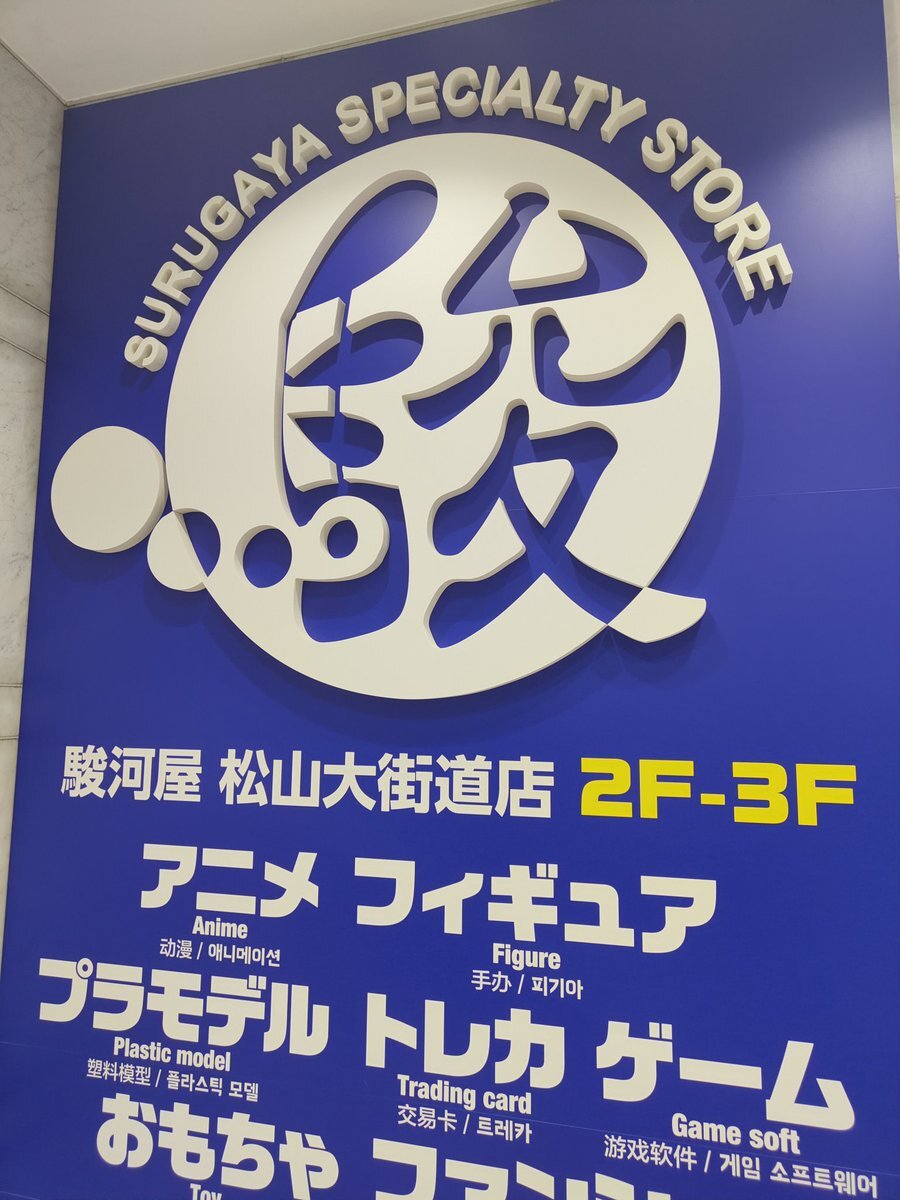 SURUGAYA SPECIALTY STORE
駿
駿河屋 松山大街道店 2F-3F
アニメ フィギュア
Anime Figure
动漫 / 애니메이션 手办 / 피기아
プラモデル トレカ ゲーム
Plastic model Trading card Game soft
塑料模型 / 플라스틱 모델 交易卡 / 트레카 游戏软件 / 게임 소프트웨어
おもちゃ ファン
Toy